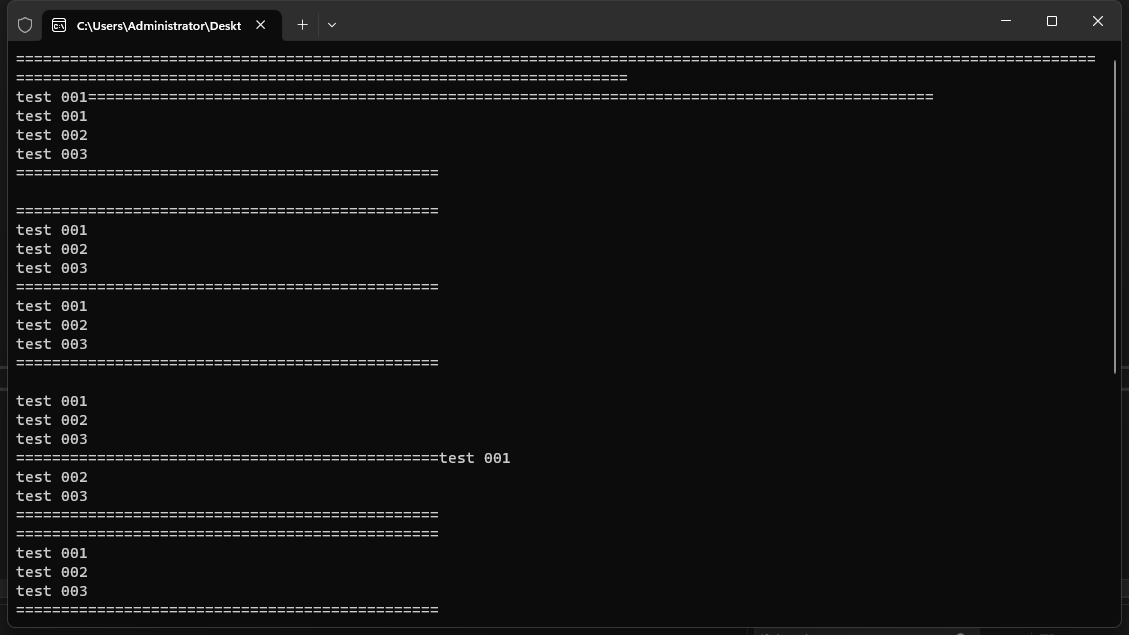 C:\Users\Administrator\Deskt
========================================================================================================================
====================================================================
test 001==============================================================================================
test 001
test 002
test 003
===============================================
===============================================
test 001
test 002
test 003
===============================================
test 001
test 002
test 003
===============================================
test 001
test 002
test 003
===============================================test 001
test 002
test 003
===============================================
===============================================
test 001
test 002
test 003
===============================================